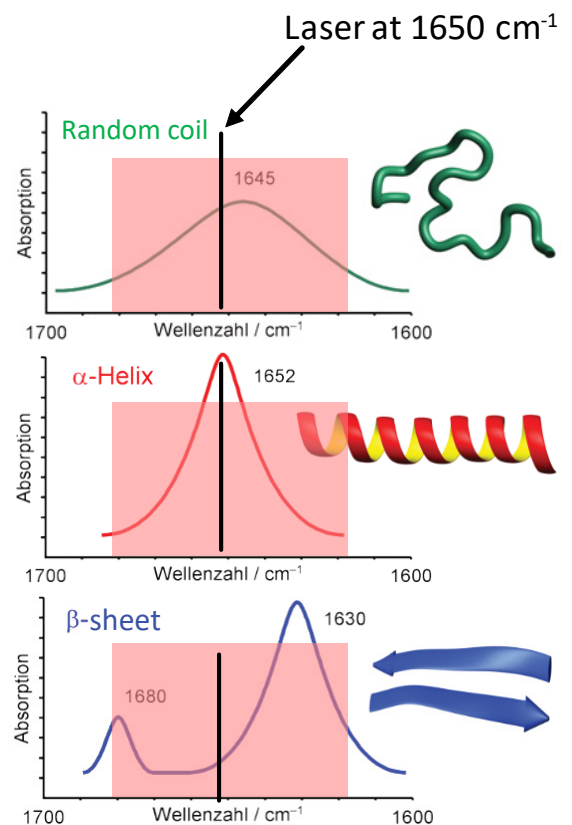 Laser at 1650 cm⁻¹
Random coil
1645
Absorption
1700
Wellenzahl / cm⁻¹
1600
α-Helix
1652
Absorption
1700
Wellenzahl / cm⁻¹
1600
β-sheet
1630
1680
Absorption
1700
Wellenzahl / cm⁻¹
1600